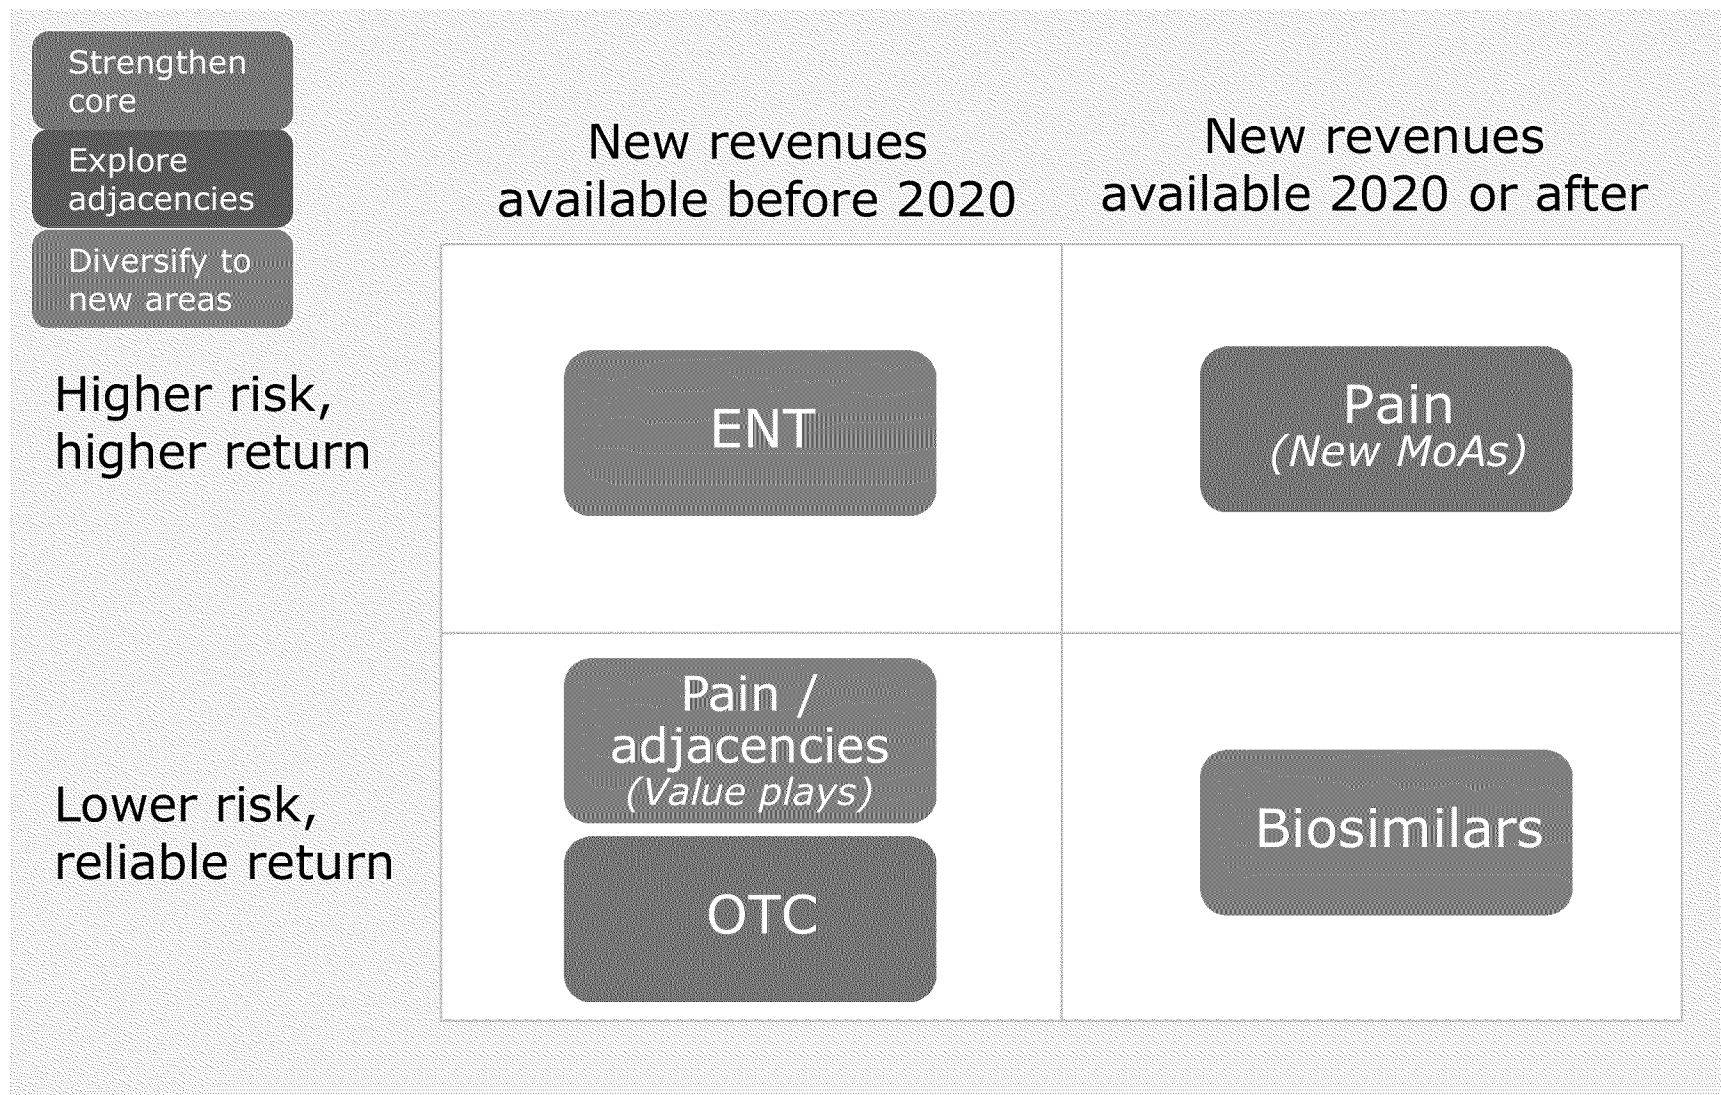 Strengthen
core
Explore
adjacencies
Diversify to
new areas
New revenues
available before 2020
New revenues
available 2020 or after
Higher risk,
higher return
ENT
Pain
(New MoAs)
Lower risk,
reliable return
Pain /
adjacencies
(Value plays)
OTC
Biosimilars